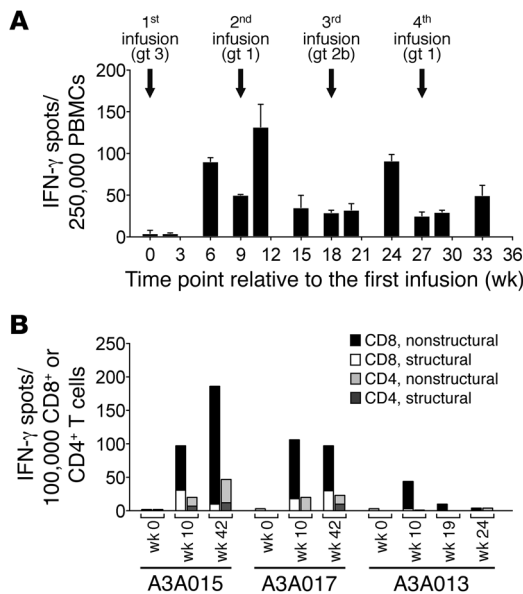 A
1st infusion (gt 3)
2nd infusion (gt 1)
3rd infusion (gt 2b)
4th infusion (gt 1)
IFN-γ spots/
250,000 PBMCs
200
150
100
50
0
0 3 6 9 12 15 18 21 24 27 30 33 36
Time point relative to the first infusion (wk)
B
IFN-γ spots/
100,000 CD8+ or
CD4+ T cells
250
200
150
100
50
0
CD8, nonstructural
CD8, structural
CD4, nonstructural
CD4, structural
wk 0 wk 10 wk 42 wk 0 wk 10 wk 42 wk 0 wk 10 wk 19 wk 24
A3A015 A3A017 A3A013